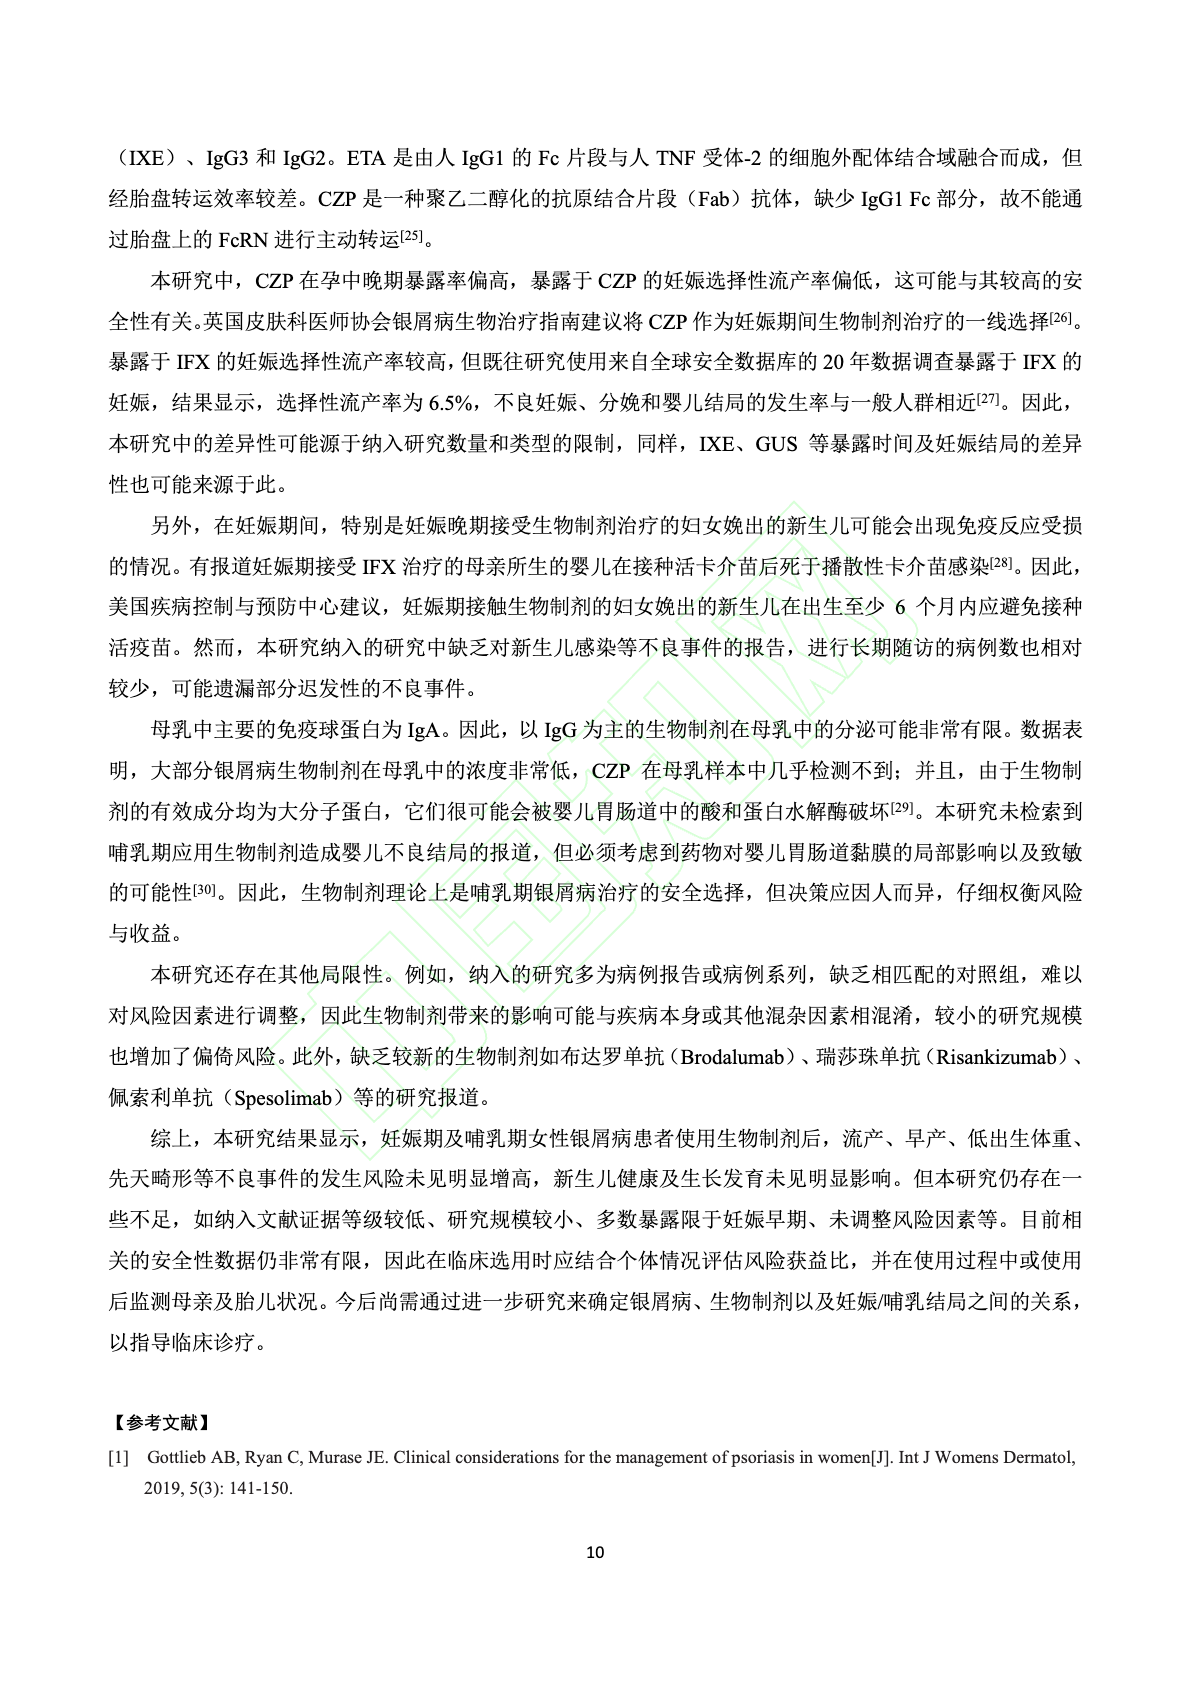 （IXE）、IgG3 和 IgG2。ETA 是由人 IgG1 的 Fc 片段与人 TNF 受体-2 的细胞外配体结合域融合而成，但
经胎盘转运效率较差。CZP 是一种聚乙二醇化的抗原结合片段（Fab）抗体，缺少 IgG1 Fc 部分，故不能通
过胎盘上的 FcRN 进行主动转运[25]。
本研究中，CZP 在孕中晚期暴露率偏高，暴露于 CZP 的妊娠选择性流产率偏低，这可能与其较高的安
全性有关。英国皮肤科医师协会银屑病生物治疗指南建议将 CZP 作为妊娠期间生物制剂治疗的一线选择[26]。
暴露于 IFX 的妊娠选择性流产率较高，但既往研究使用来自全球安全数据库的 20 年数据调查暴露于 IFX 的
妊娠，结果显示，选择性流产率为 6.5%，不良妊娠、分娩和婴儿结局的发生率与一般人群相近[27]。因此，
本研究中的差异性可能源于纳入研究数量和类型的限制，同样，IXE、GUS 等暴露时间及妊娠结局的差异
性也可能来源于此。
另外，在妊娠期间，特别是妊娠晚期接受生物制剂治疗的妇女娩出的新生儿可能会出现免疫反应受损
的情况。有报道妊娠期接受 IFX 治疗的母亲所生的婴儿在接种活卡介苗后死于播散性卡介苗感染[28]。因此，
美国疾病控制与预防中心建议，妊娠期接触生物制剂的妇女娩出的新生儿在出生至少 6 个月内应避免接种
活疫苗。然而，本研究纳入的研究中缺乏对新生儿感染等不良事件的报告，进行长期随访的病例数也相对
较少，可能遗漏部分迟发性的不良事件。
母乳中主要的免疫球蛋白为 IgA。因此，以 IgG 为主的生物制剂在母乳中的分泌可能非常有限。数据表
明，大部分银屑病生物制剂在母乳中的浓度非常低，CZP 在母乳样本中几乎检测不到；并且，由于生物制
剂的有效成分均为大分子蛋白，它们很可能会被婴儿胃肠道中的酸和蛋白水解酶破坏[29]。本研究未检索到
哺乳期应用生物制剂造成婴儿不良结局的报道，但必须考虑到药物对婴儿胃肠道黏膜的局部影响以及致敏
的可能性[30]。因此，生物制剂理论上是哺乳期银屑病治疗的安全选择，但决策应因人而异，仔细权衡风险
与收益。
本研究还存在其他局限性。例如，纳入的研究多为病例报告或病例系列，缺乏相匹配的对照组，难以
对风险因素进行调整，因此生物制剂带来的影响可能与疾病本身或其他混杂因素相混淆，较小的研究规模
也增加了偏倚风险。此外，缺乏较新的生物制剂如布达罗单抗（Brodalumab）、瑞莎珠单抗（Risankizumab）、
佩索利单抗（Spesolimab）等的研究报道。
综上，本研究结果显示，妊娠期及哺乳期女性银屑病患者使用生物制剂后，流产、早产、低出生体重、
先天畸形等不良事件的发生风险未见明显增高，新生儿健康及生长发育未见明显影响。但本研究仍存在一
些不足，如纳入文献证据等级较低、研究规模较小、多数暴露限于妊娠早期、未调整风险因素等。目前相
关的安全性数据仍非常有限，因此在临床选用时应结合个体情况评估风险获益比，并在使用过程中或使用
后监测母亲及胎儿状况。今后尚需通过进一步研究来确定银屑病、生物制剂以及妊娠/哺乳结局之间的关系，
以指导临床诊疗。
【参考文献】
[1] Gottlieb AB, Ryan C, Murase JE. Clinical considerations for the management of psoriasis in women[J]. Int J Womens Dermatol,
2019, 5(3): 141-150.
10
中国知网